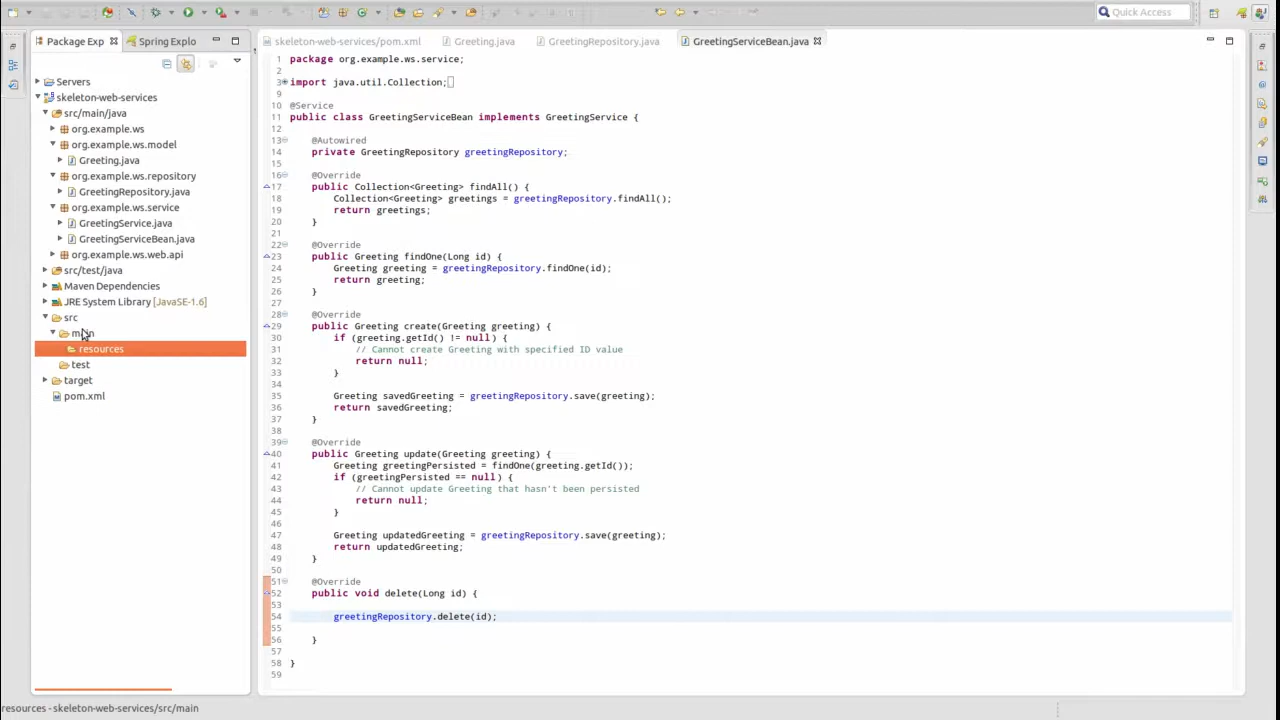 Quick Access
Package Exp
Spring Explo
skeleton-web-services/pom.xml
Greeting.java
GreetingRepository.java
GreetingServiceBean.java
Servers
skeleton-web-services
src/main/java
org.example.ws
org.example.ws.model
Greeting.java
org.example.ws.repository
GreetingRepository.java
org.example.ws.service
GreetingService.java
GreetingServiceBean.java
org.example.ws.web.api
src/test/java
Maven Dependencies
JRE System Library [JavaSE-1.6]
src
main
resources
test
target
pom.xml
1 package org.example.ws.service;
2
3 import java.util.Collection;
9
10 @Service
11 public class GreetingServiceBean implements GreetingService {
12
13 @Autowired
14 private GreetingRepository greetingRepository;
15
16 @Override
17 public Collection<Greeting> findAll() {
18 Collection<Greeting> greetings = greetingRepository.findAll();
19 return greetings;
20 }
21
22 @Override
23 public Greeting findOne(Long id) {
24 Greeting greeting = greetingRepository.findOne(id);
25 return greeting;
26 }
27
28 @Override
29 public Greeting create(Greeting greeting) {
30 if (greeting.getId() != null) {
31 // Cannot create Greeting with specified ID value
32 return null;
33 }
34
35 Greeting savedGreeting = greetingRepository.save(greeting);
36 return savedGreeting;
37 }
38
39 @Override
40 public Greeting update(Greeting greeting) {
41 Greeting greetingPersisted = findOne(greeting.getId());
42 if (greetingPersisted == null) {
43 // Cannot update Greeting that hasn't been persisted
44 return null;
45 }
46
47 Greeting updatedGreeting = greetingRepository.save(greeting);
48 return updatedGreeting;
49 }
50
51 @Override
52 public void delete(Long id) {
53
54 greetingRepository.delete(id);
55
56 }
57
58 }
59
resources - skeleton-web-services/src/main